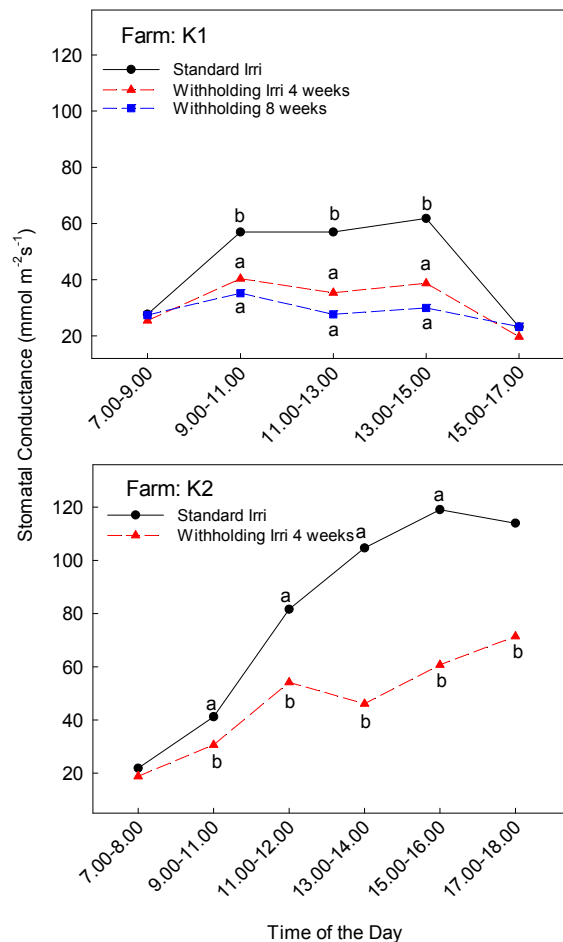 Farm: K1
Standard Irri
Withholding Irri 4 weeks
Withholding 8 weeks
120
100
80
60
40
20
b
b
b
a
a
a
a
a
a
7.00-9.00
9.00-11.00
11.00-13.00
13.00-15.00
15.00-17.00
Stomatal Conductance (mmol m⁻²s⁻¹)
Farm: K2
Standard Irri
Withholding Irri 4 weeks
120
100
80
60
40
20
a
a
a
a
b
b
b
b
b
7.00-8.00
9.00-11.00
11.00-12.00
13.00-14.00
15.00-16.00
17.00-18.00
Time of the Day